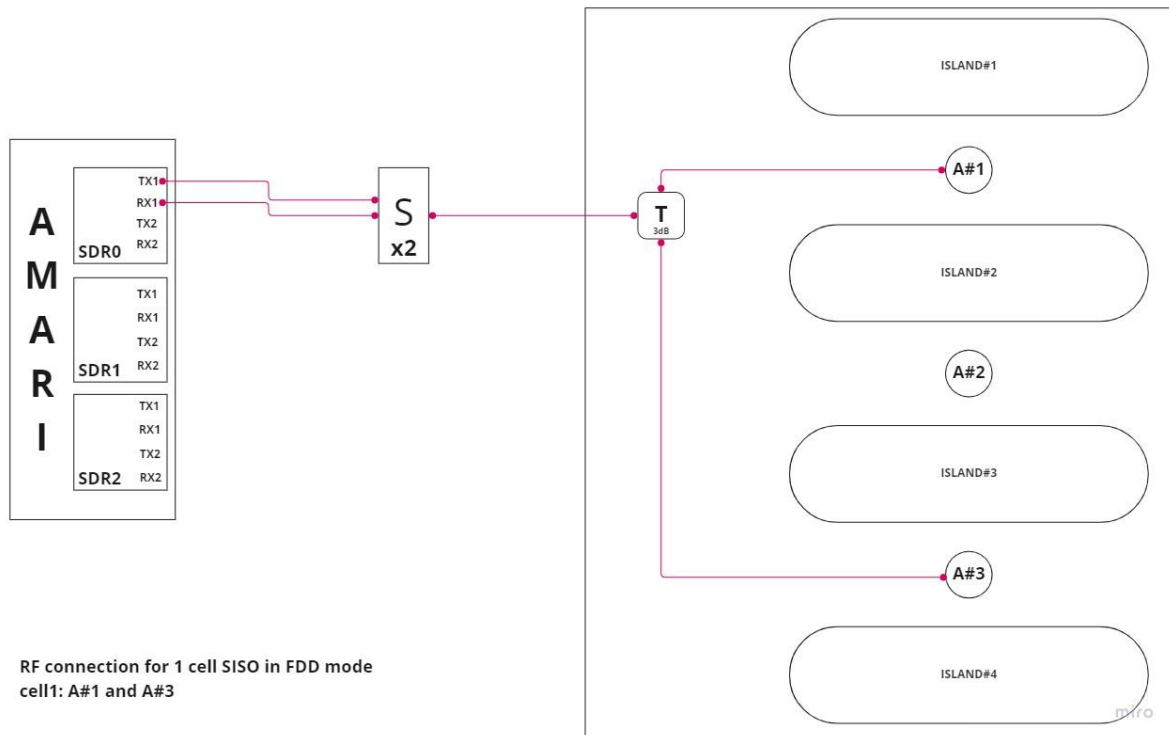 ISLAND#1
A
M
A
R
I
TX1
RX1
TX2
RX2
SDR0
TX1
RX1
TX2
RX2
SDR1
TX1
RX1
TX2
RX2
SDR2
S
x2
T
3dB
A#1
ISLAND#2
A#2
ISLAND#3
A#3
ISLAND#4
RF connection for 1 cell SISO in FDD mode
cell1: A#1 and A#3
miro